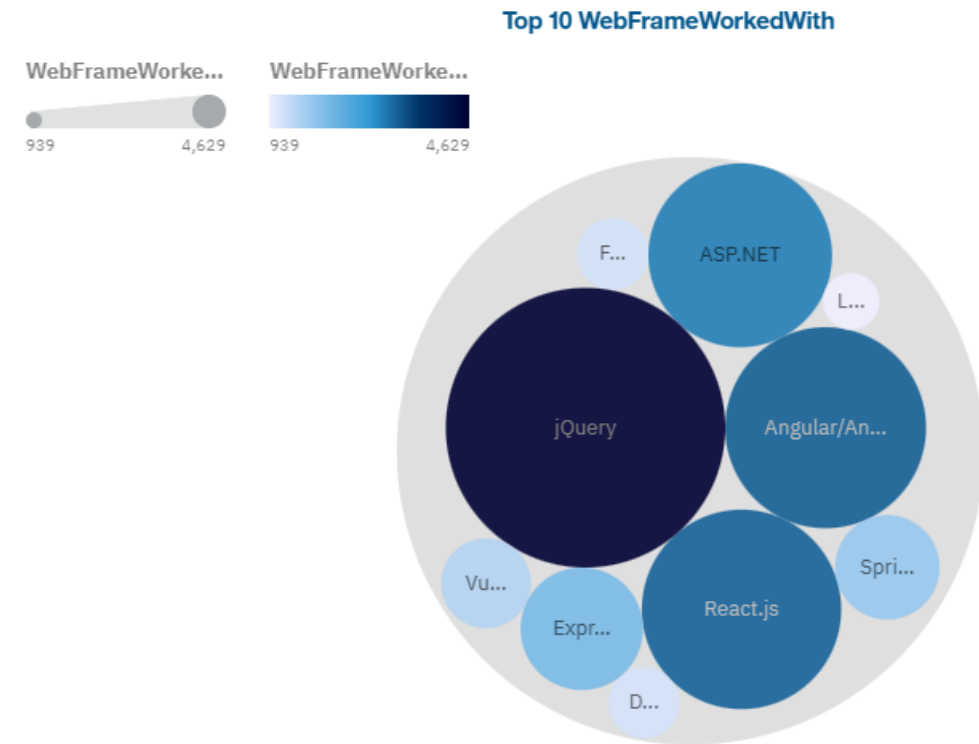 Top 10 WebFrameWorkedWith
WebFrameWorke...
WebFrameWorke...
939
4,629
939
4,629
F...
ASP.NET
L...
jQuery
Angular/An...
Vu...
Expr...
React.js
Spri...
D...